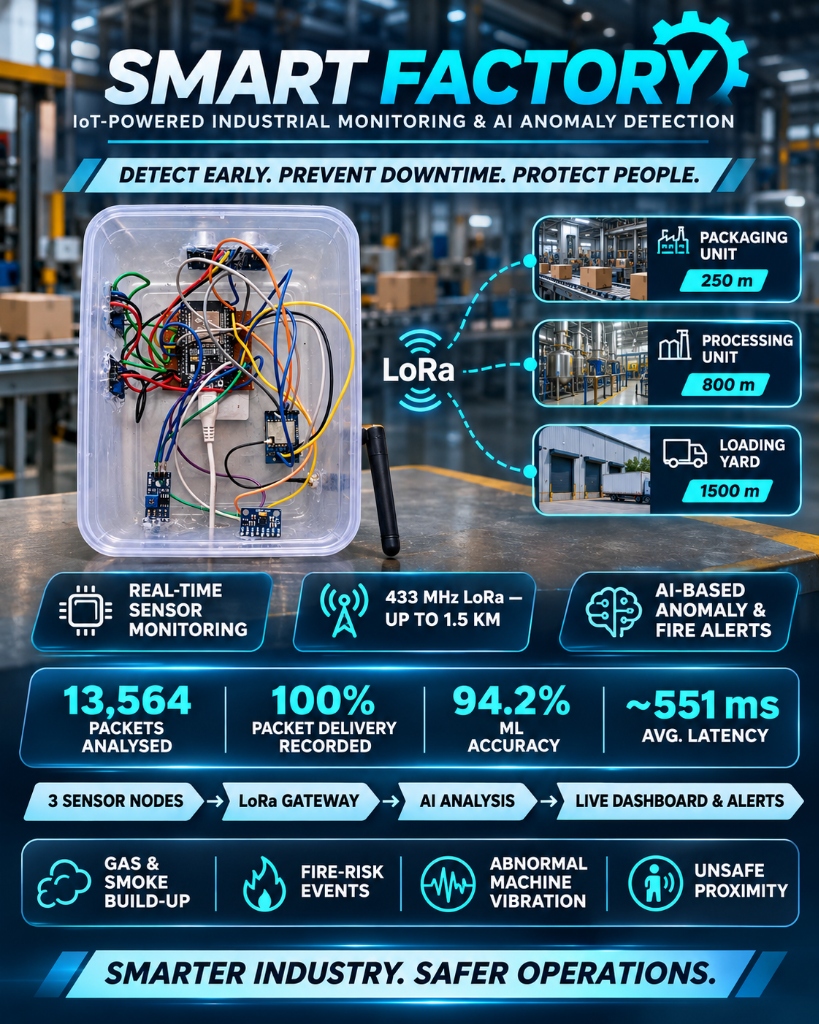 SMART FACTORY
IoT-POWERED INDUSTRIAL MONITORING & AI ANOMALY DETECTION
DETECT EARLY. PREVENT DOWNTIME. PROTECT PEOPLE.
LoRa
PACKAGING
UNIT
250 m
PROCESSING
UNIT
800 m
LOADING
YARD
1500 m
REAL-TIME
SENSOR
MONITORING
433 MHz LoRa –
UP TO 1.5 KM
AI-BASED
ANOMALY &
FIRE ALERTS
13,564
PACKETS
ANALYSED
100%
PACKET DELIVERY
RECORDED
94.2%
ML
ACCURACY
~551 ms
AVG. LATENCY
3 SENSOR NODES
LoRa GATEWAY
AI ANALYSIS
LIVE DASHBOARD & ALERTS
GAS &
SMOKE
BUILD-UP
FIRE-RISK
EVENTS
ABNORMAL
MACHINE
VIBRATION
UNSAFE
PROXIMITY
SMARTER INDUSTRY. SAFER OPERATIONS.